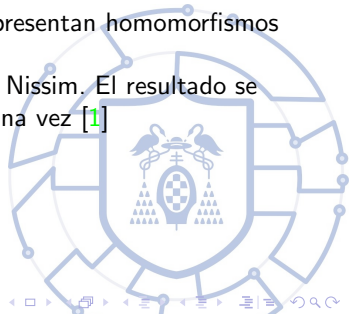 presentan homomorfismos
Nissim. El resultado se
na vez [1]